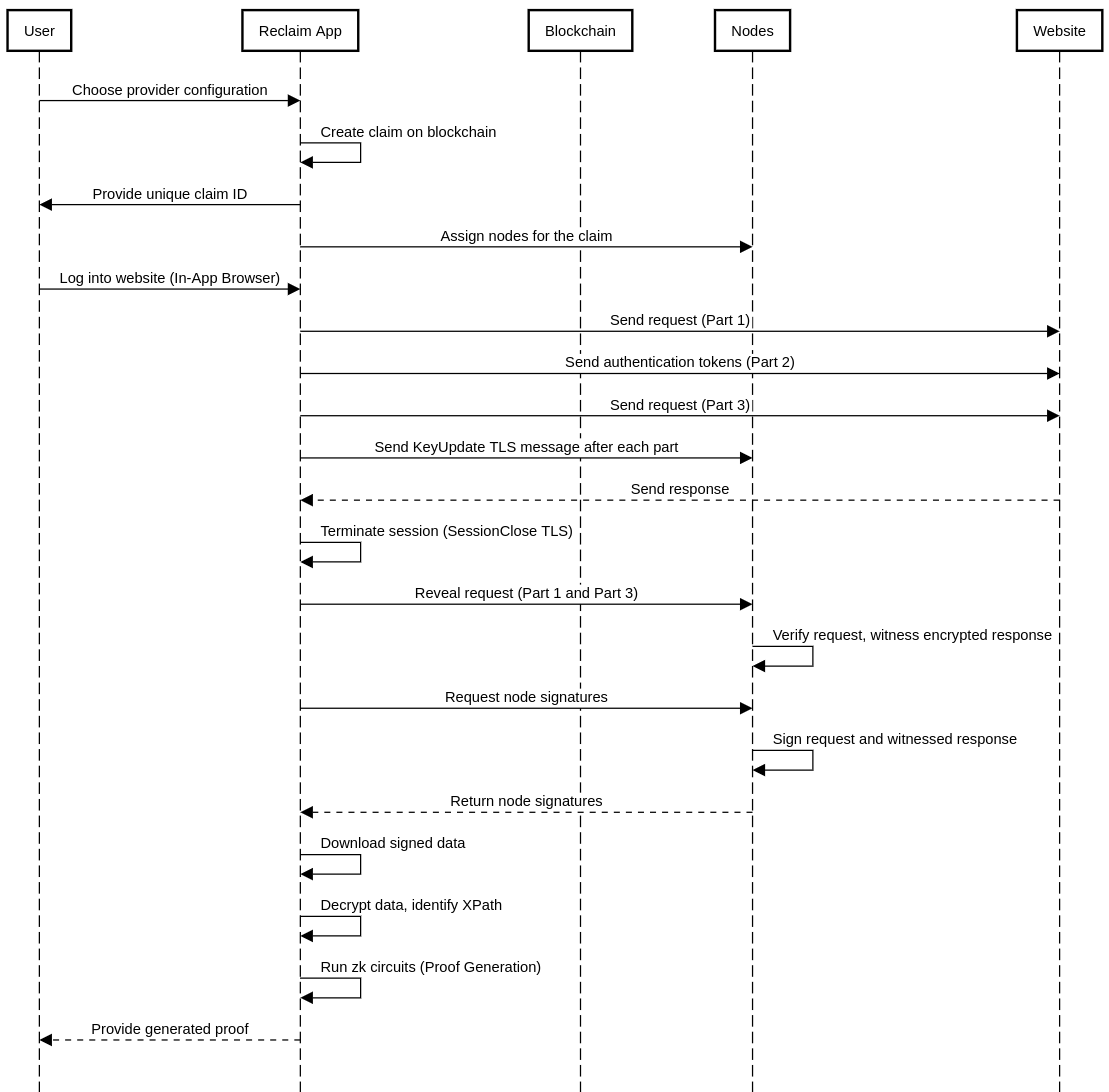 User
Reclaim App
Blockchain
Nodes
Website
Choose provider configuration
Create claim on blockchain
Provide unique claim ID
Assign nodes for the claim
Log into website (In-App Browser)
Send request (Part 1)
Send authentication tokens (Part 2)
Send request (Part 3)
Send KeyUpdate TLS message after each part
Send response
Terminate session (SessionClose TLS)
Reveal request (Part 1 and Part 3)
Verify request, witness encrypted response
Request node signatures
Sign request and witnessed response
Return node signatures
Download signed data
Decrypt data, identify XPath
Run zk circuits (Proof Generation)
Provide generated proof